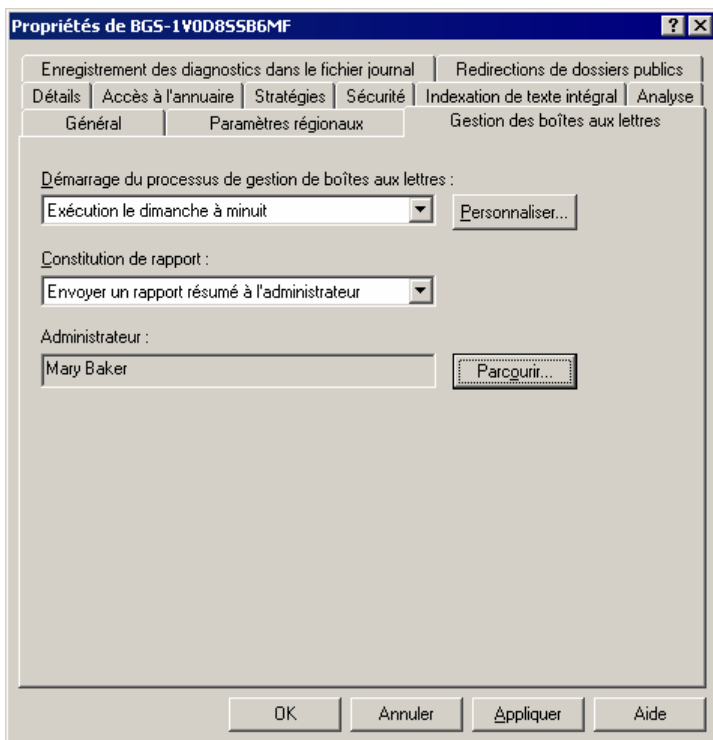 Propriétés de BGS-1V0D8SSB6MF
Enregistrement des diagnostics dans le fichier journal Redirections de dossiers publics
Détails Accès à l'annuaire Stratégies Sécurité Indexation de texte intégral Analyse
Général Paramètres régionaux Gestion des boîtes aux lettres
Démarrage du processus de gestion de boîtes aux lettres :
Exécution le dimanche à minuit Personnaliser...
Constitution de rapport :
Envoyer un rapport résumé à l'administrateur
Administrateur :
Mary Baker Parcourir...
OK Annuler Appliquer Aide